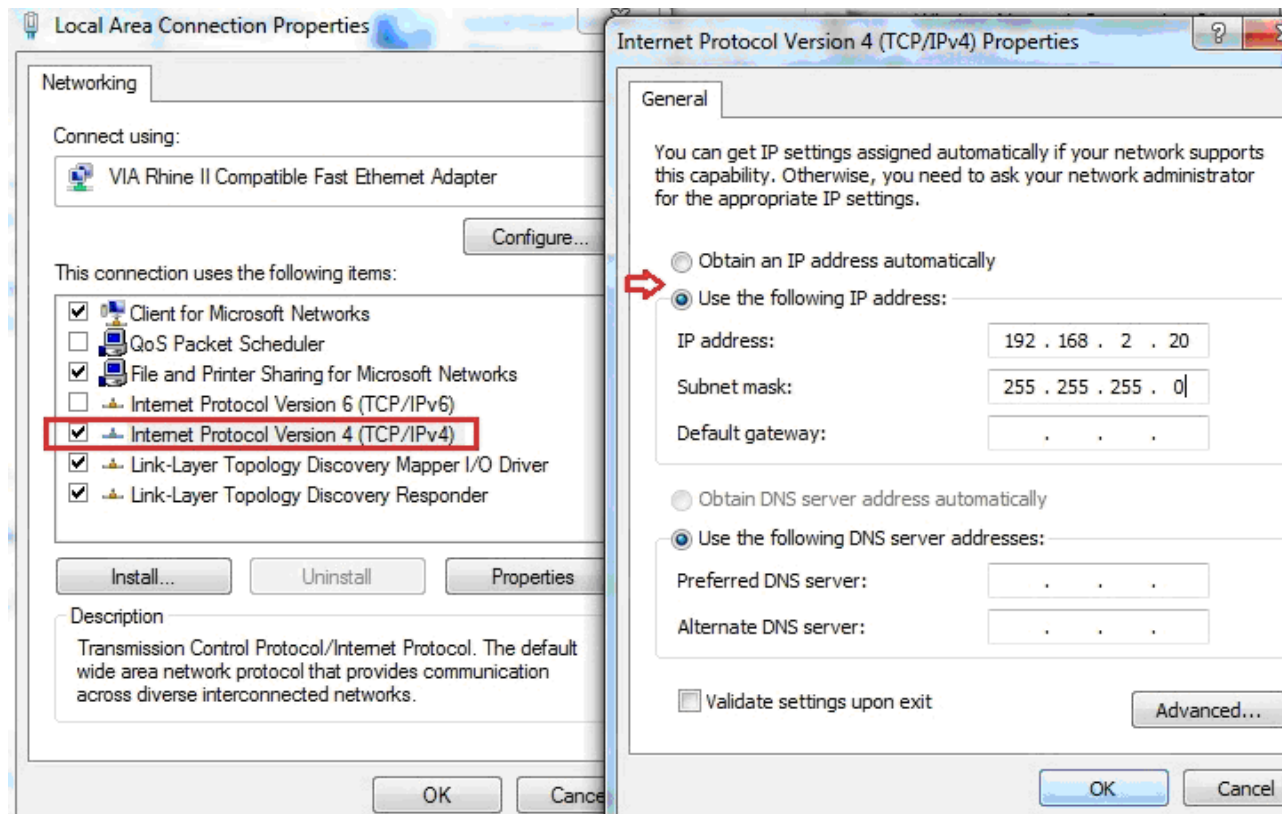 Local Area Connection Properties
Networking
Connect using:
VIA Rhine II Compatible Fast Ethernet Adapter
Configure...
This connection uses the following items:
Client for Microsoft Networks
QoS Packet Scheduler
File and Printer Sharing for Microsoft Networks
Internet Protocol Version 6 (TCP/IPv6)
Internet Protocol Version 4 (TCP/IPv4)
Link-Layer Topology Discovery Mapper I/O Driver
Link-Layer Topology Discovery Responder
Install...
Uninstall
Properties
Description
Transmission Control Protocol/Internet Protocol. The default
wide area network protocol that provides communication
across diverse interconnected networks.
OK
Cance
Internet Protocol Version 4 (TCP/IPv4) Properties
?
General
You can get IP settings assigned automatically if your network supports
this capability. Otherwise, you need to ask your network administrator
for the appropriate IP settings.
Obtain an IP address automatically
Use the following IP address:
IP address:
192 . 168 . 2 . 20
Subnet mask:
255 . 255 . 255 . 0
Default gateway:
. . .
Obtain DNS server address automatically
Use the following DNS server addresses:
Preferred DNS server:
. . .
Alternate DNS server:
. . .
Validate settings upon exit
Advanced...
OK
Cancel